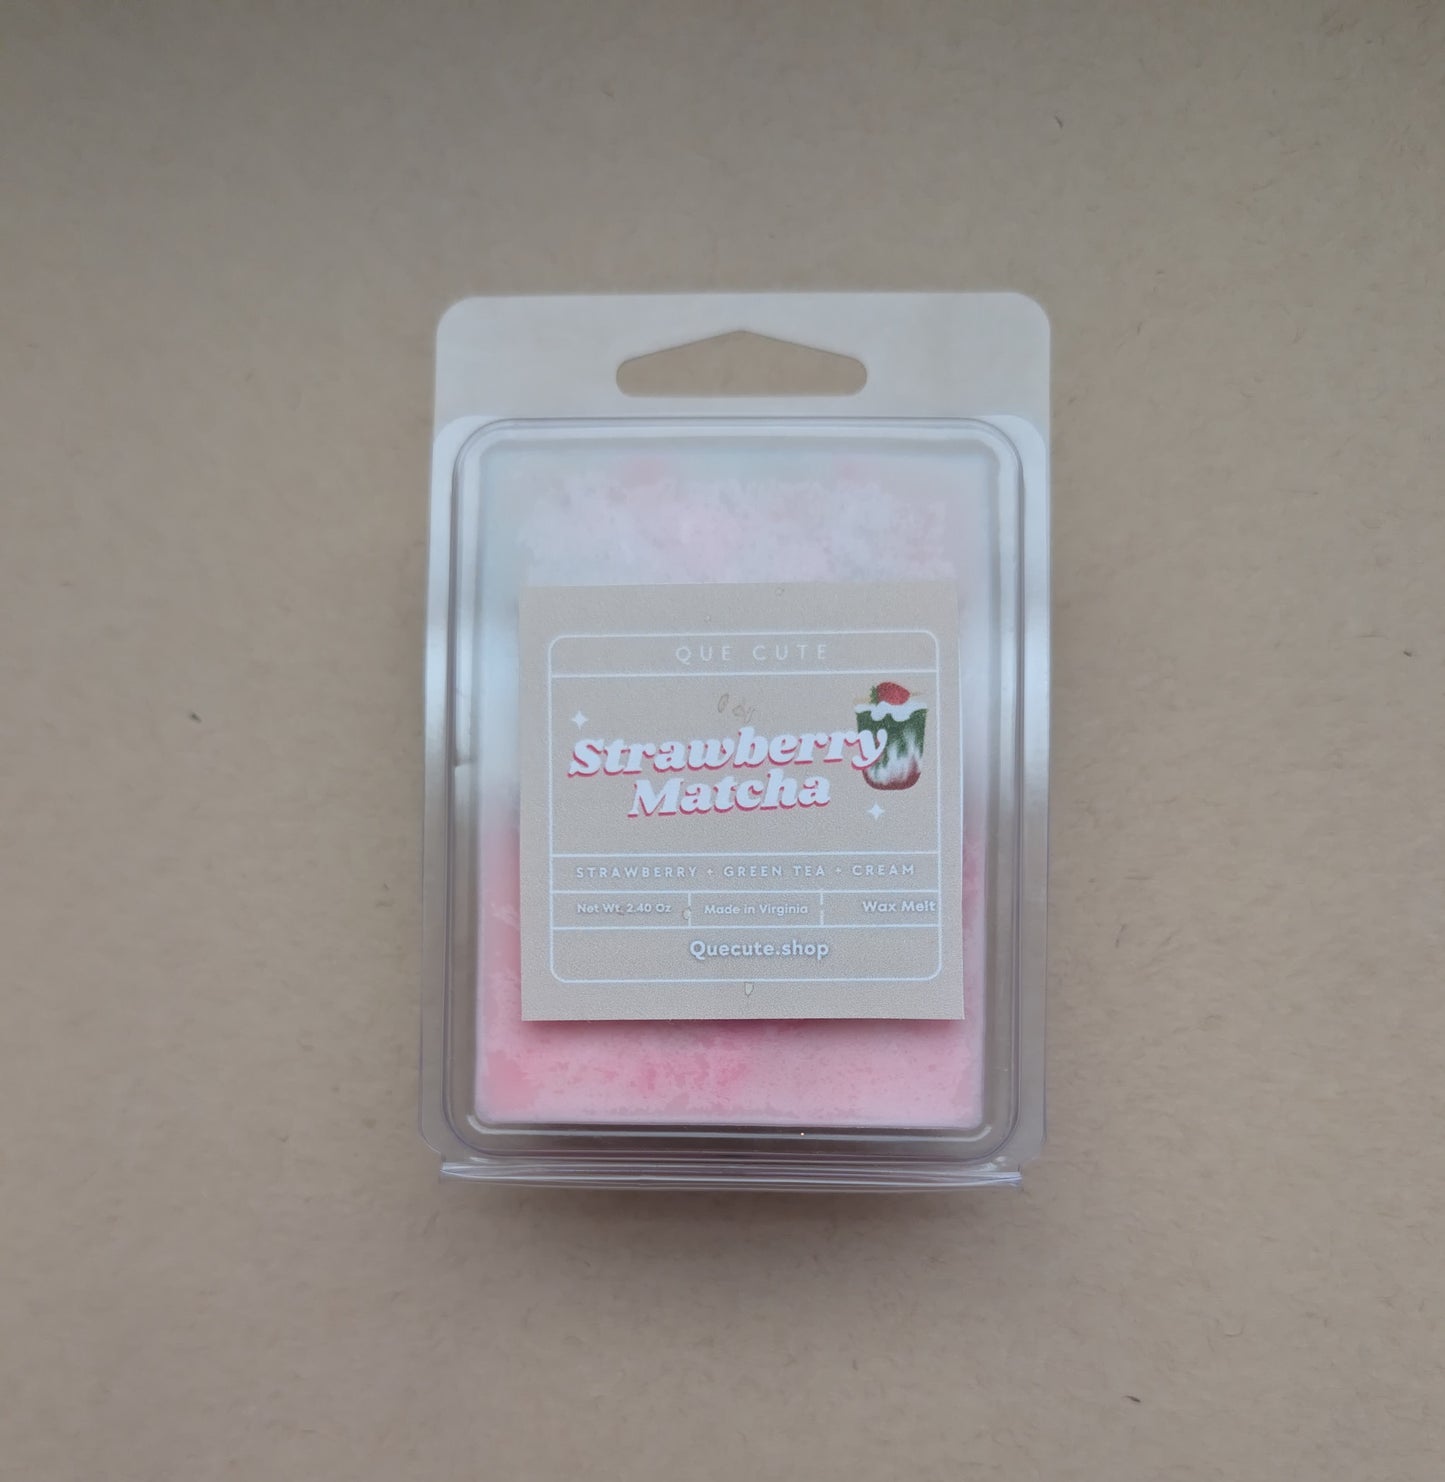 QUE CUTE
Strawberry
Matcha
STRAWBERRY + GREEN TEA + CREAM
Net Wt. 2.40 Oz
Made in Virginia
Wax Melt
Quecute.shop